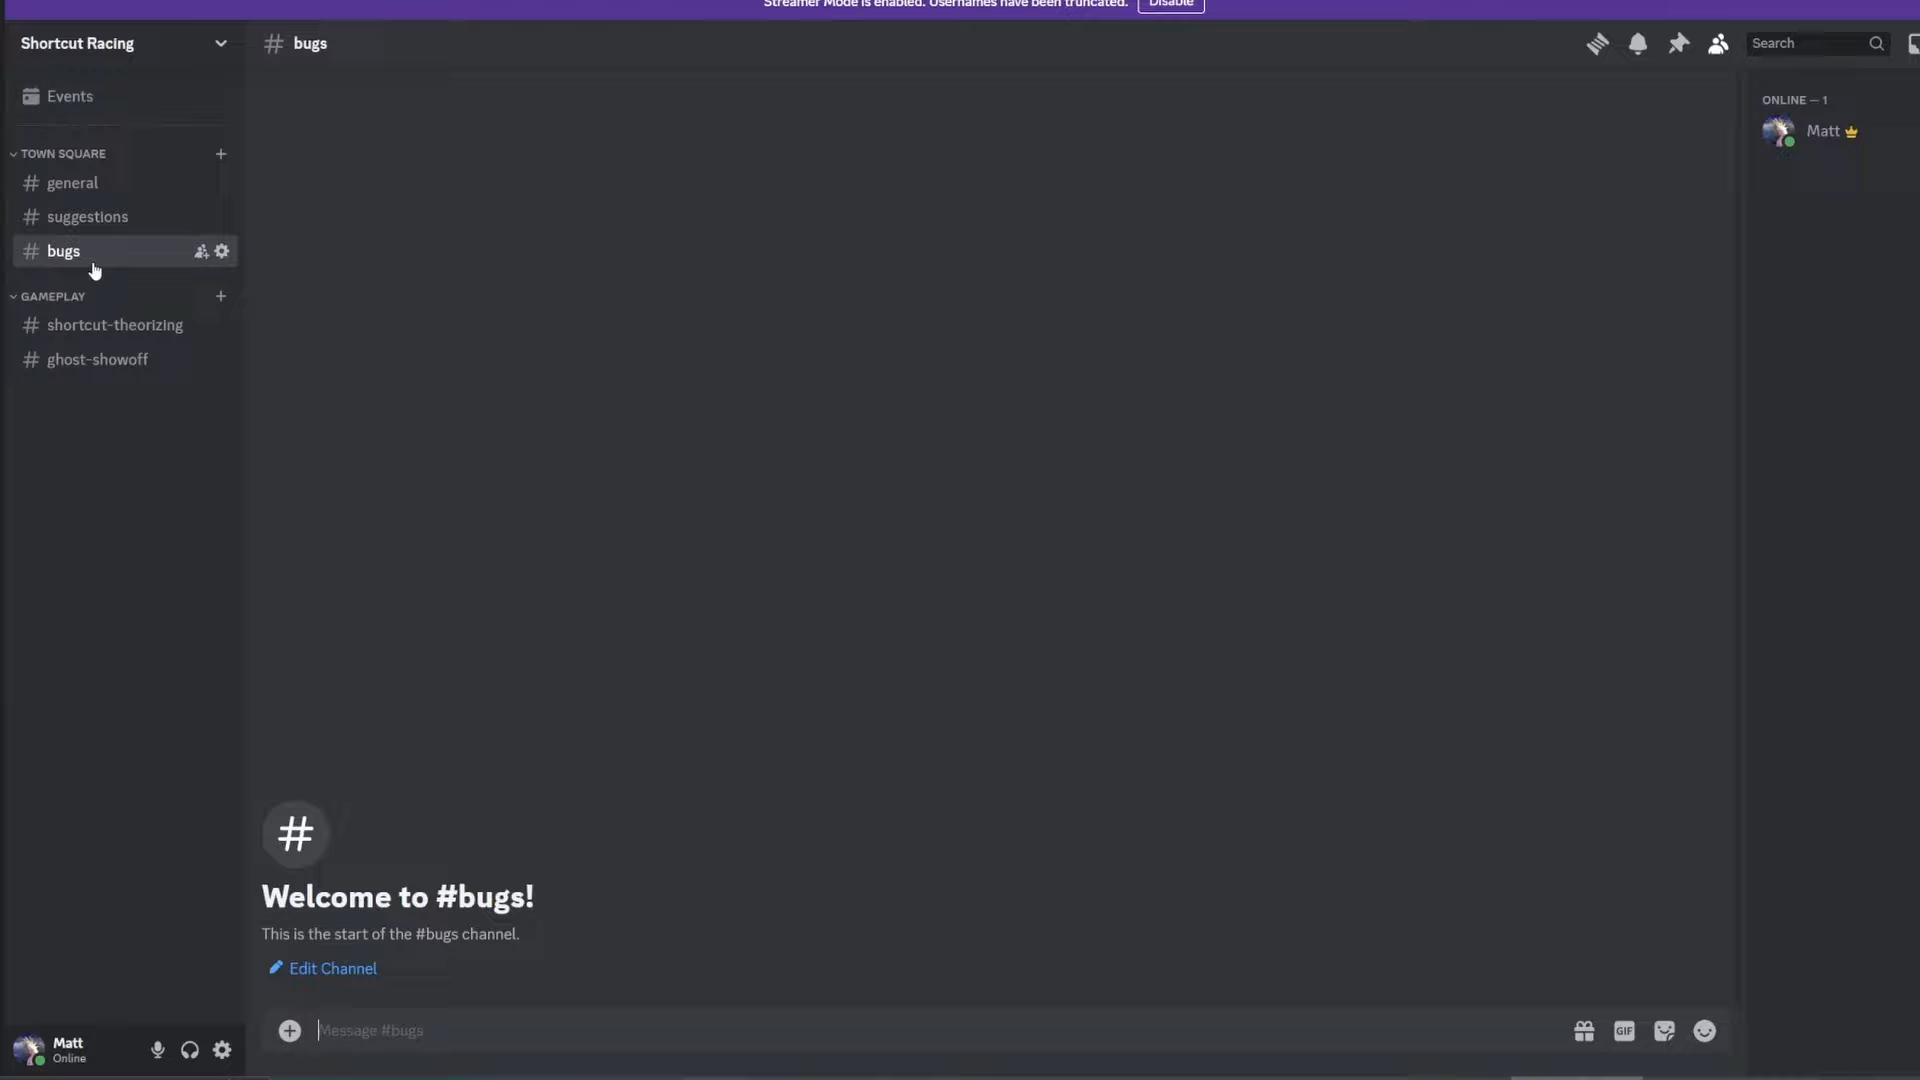 Streamer Mode is enabled. Usernames have been truncated. Disable
Shortcut Racing
bugs
Search
Events
ONLINE — 1
Matt
TOWN SQUARE
general
suggestions
bugs
GAMEPLAY
shortcut-theorizing
ghost-showoff
#
Welcome to #bugs!
This is the start of the #bugs channel.
Edit Channel
Message #bugs
GIF
Matt
Online